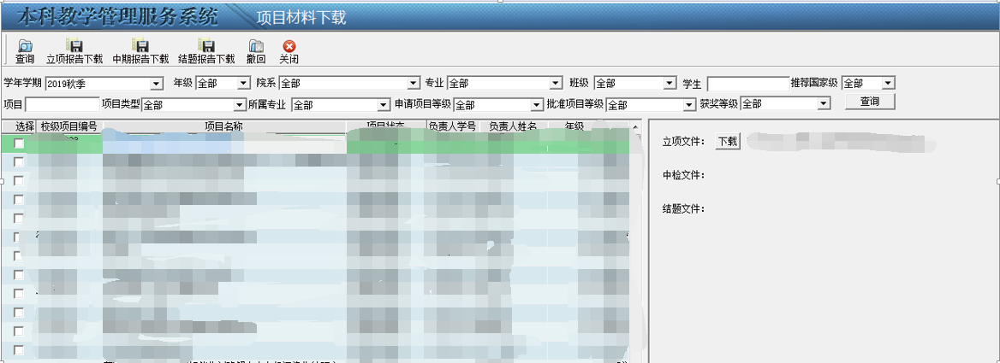 本科教学管理服务系统 项目材料下载
查询 立项报告下载 中期报告下载 结题报告下载 撤回 关闭
学年学期 2019秋季 年级 全部 院系 全部 专业 全部 班级 全部 学生 推荐国家级 全部
项目 项目类型 全部 所属专业 全部 申请项目等级 全部 批准项目等级 全部 获奖等级 全部 查询
选择 校级项目编号 项目名称 项目状态 负责人学号 负责人姓名 年级
立项文件： 下载
中检文件：
结题文件：